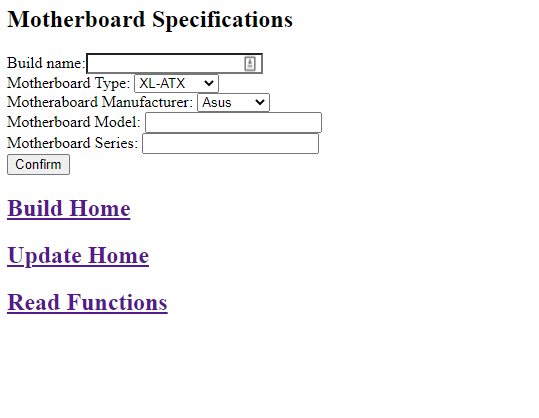 Motherboard Specifications
Build name:
Motherboard Type: XL-ATX
Motheraboard Manufacturer: Asus
Motherboard Model:
Motherboard Series:
Confirm
Build Home
Update Home
Read Functions